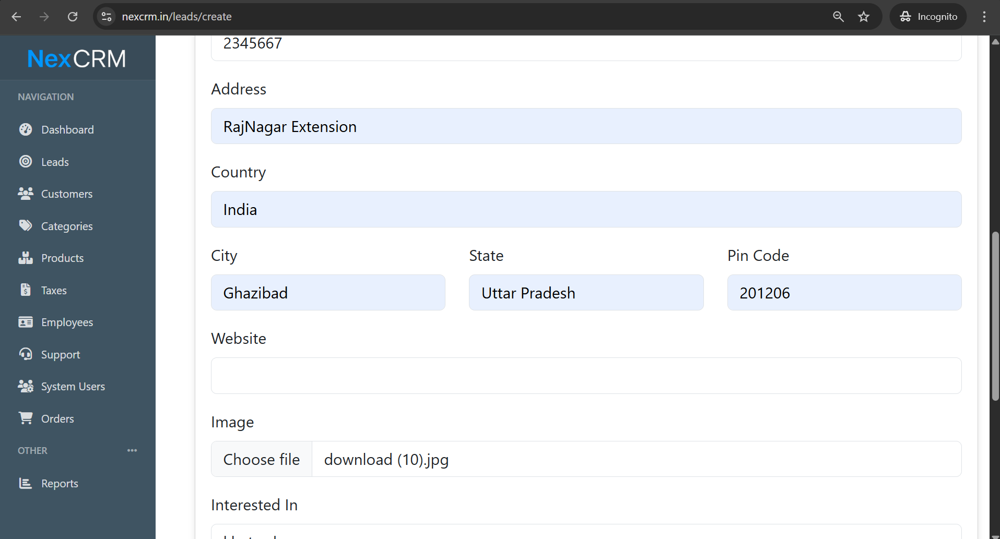 nexcrm.in/leads/create
Incognito
NexCRM
NAVIGATION
Dashboard
Leads
Customers
Categories
Products
Taxes
Employees
Support
System Users
Orders
OTHER
Reports
2345667
Address
RajNagar Extension
Country
India
City State Pin Code
Ghazibad Uttar Pradesh 201206
Website
Image
Choose file download (10).jpg
Interested In